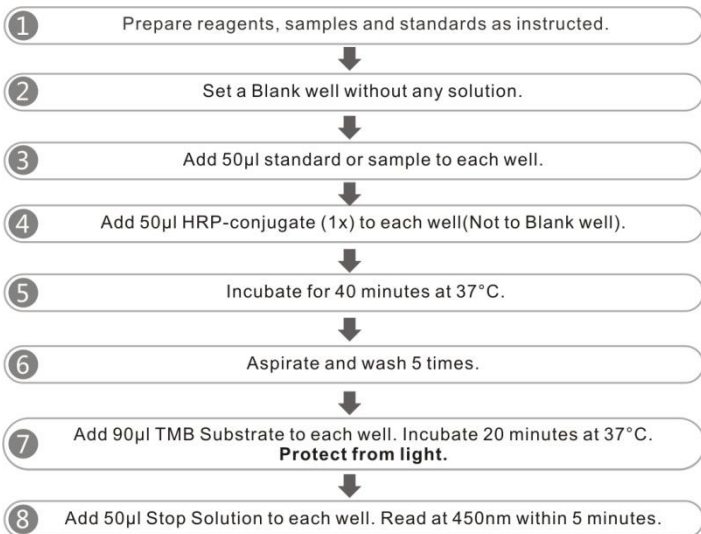 1 Prepare reagents, samples and standards as instructed.
2 Set a Blank well without any solution.
3 Add 50μl standard or sample to each well.
4 Add 50μl HRP-conjugate (1x) to each well(Not to Blank well).
5 Incubate for 40 minutes at 37°C.
6 Aspirate and wash 5 times.
7 Add 90μl TMB Substrate to each well. Incubate 20 minutes at 37°C.
Protect from light.
8 Add 50μl Stop Solution to each well. Read at 450nm within 5 minutes.